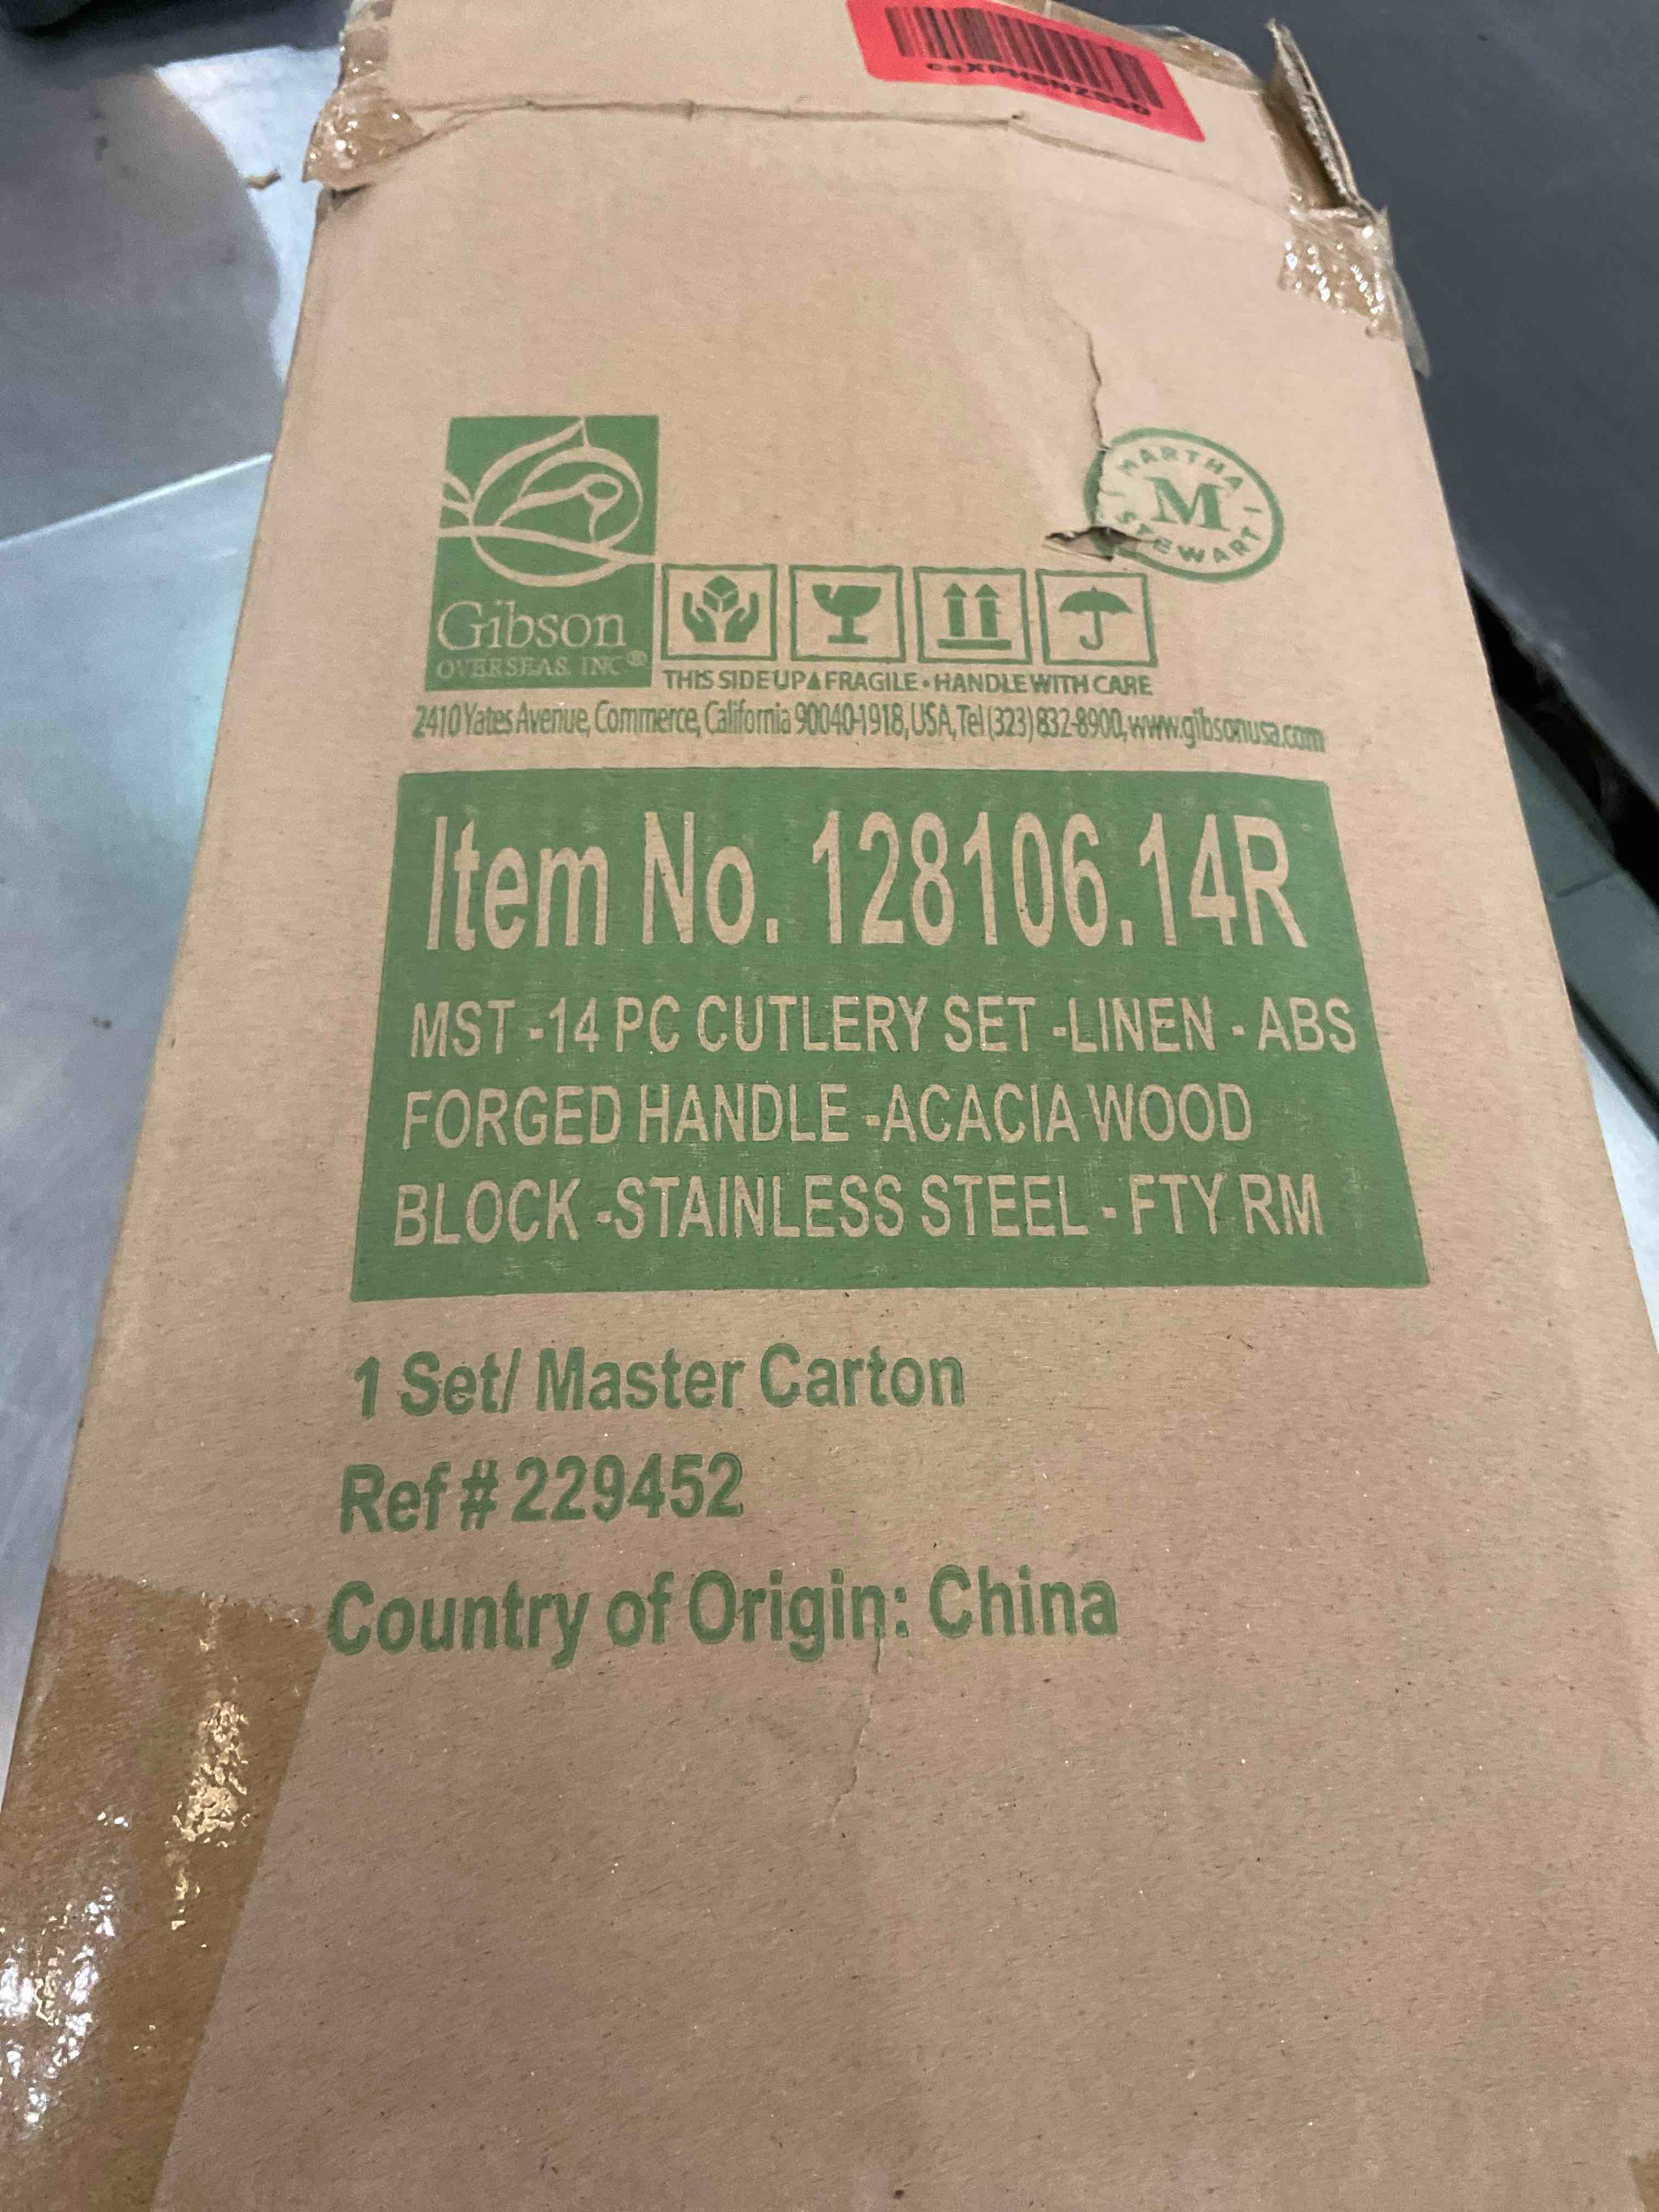 csXPH9NZSSD
MARTHA
M
STEWART
Gibson
OVERSEAS, INC®
THIS SIDE UP▲FRAGILE•HANDLE WITH CARE
2410 Yates Avenue, Commerce, California 90040-1918, USA, Tel (323) 832-8900, www.gibsonusa.com
Item No. 128106.14R
MST -14 PC CUTLERY SET -LINEN - ABS
FORGED HANDLE -ACACIA WOOD
BLOCK -STAINLESS STEEL - FTY RM
1 Set/ Master Carton
Ref # 229452
Country of Origin: China